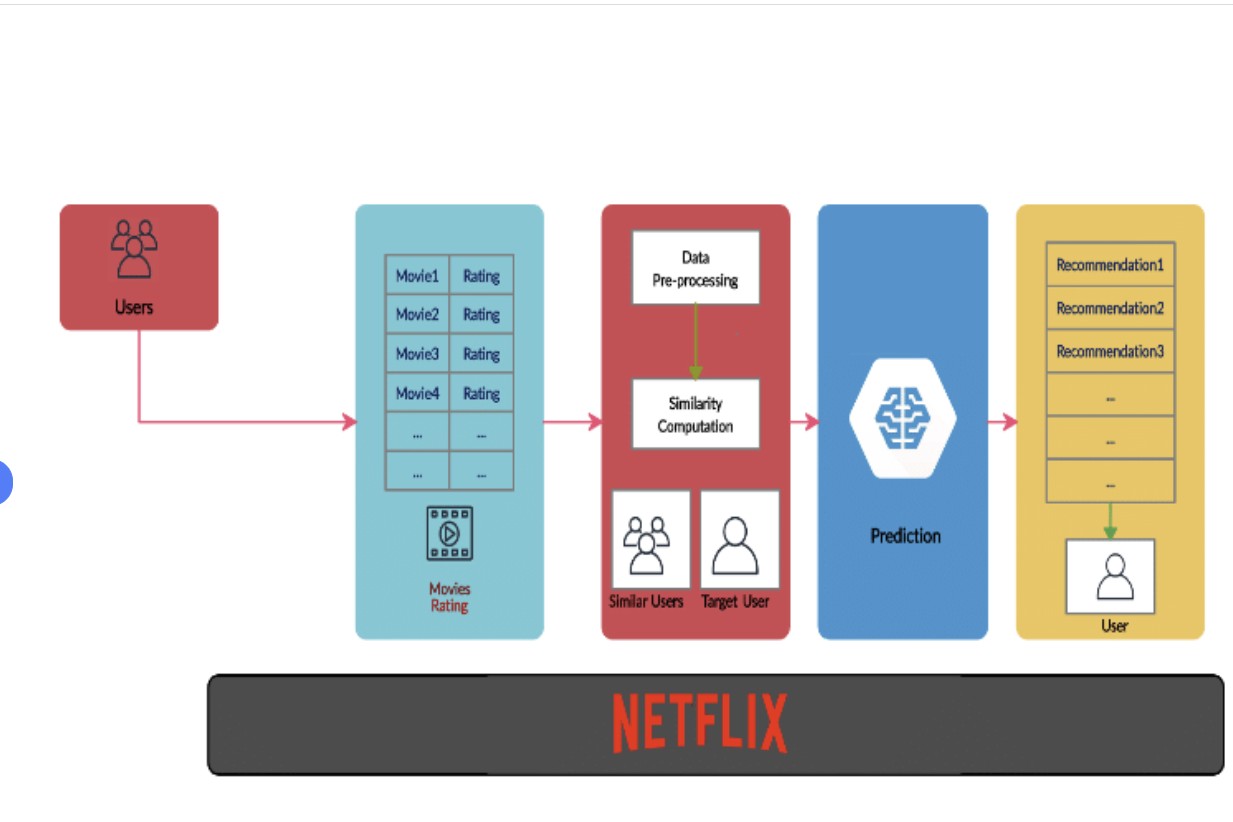 Users
Movie1 Rating
Movie2 Rating
Movie3 Rating
Movie4 Rating
... ...
... ...
Movies
Rating
Data
Pre-processing
Similarity
Computation
Similar Users Target User
Prediction
Recommendation1
Recommendation2
Recommendation3
...
...
...
User
NETFLIX